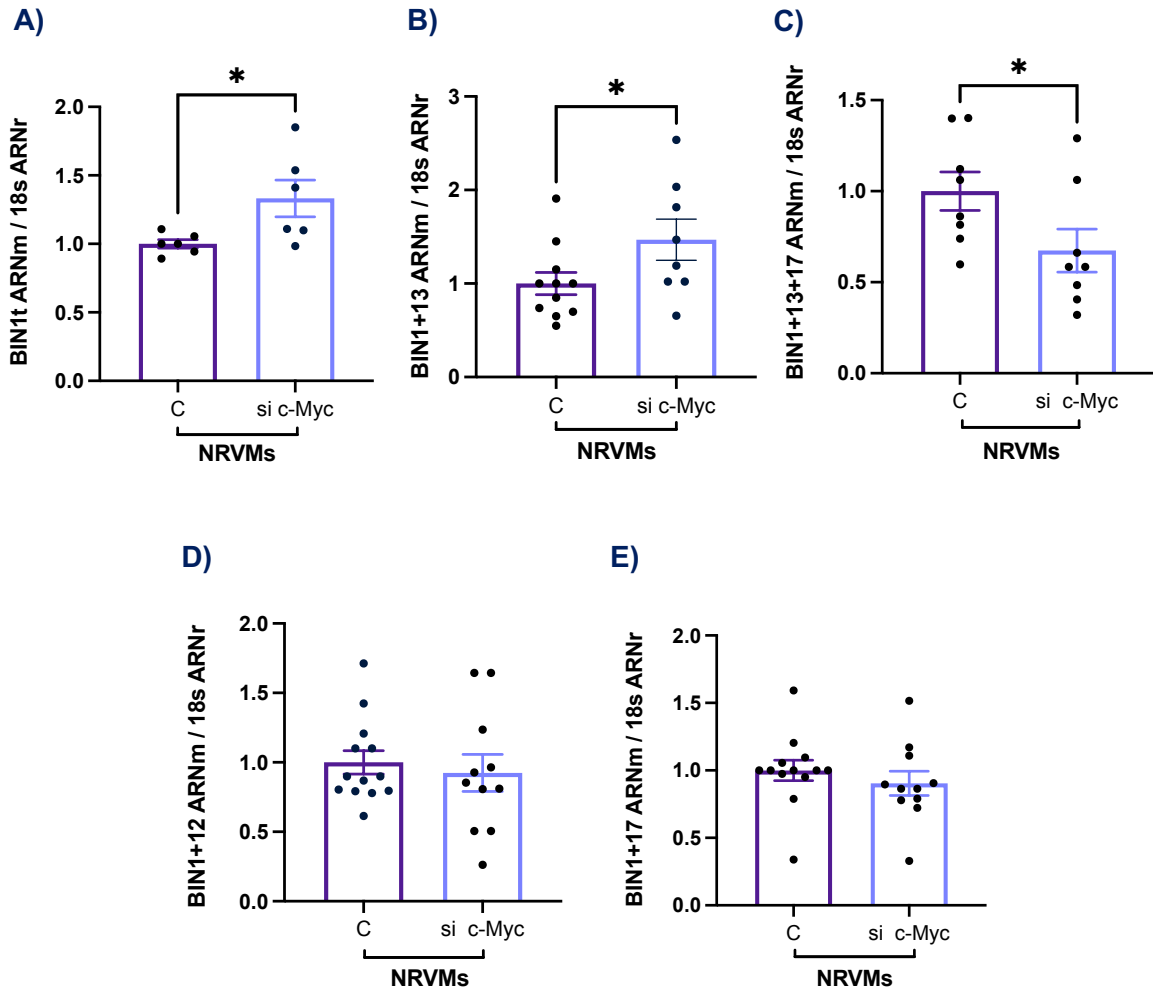 A)
BIN1t ARNm / 18s ARNr
2.0
1.5
1.0
0.5
0.0
*
C
si c-Myc
NRVMs
B)
BIN1+13 ARNm / 18s ARNr
3
2
1
0
*
C
si c-Myc
NRVMs
C)
BIN1+13+17 ARNm / 18s ARNr
1.5
1.0
0.5
0.0
*
C
si c-Myc
NRVMs
D)
BIN1+12 ARNm / 18s ARNr
2.0
1.5
1.0
0.5
0.0
C
si c-Myc
NRVMs
E)
BIN1+17 ARNm / 18s ARNr
2.0
1.5
1.0
0.5
0.0
C
si c-Myc
NRVMs